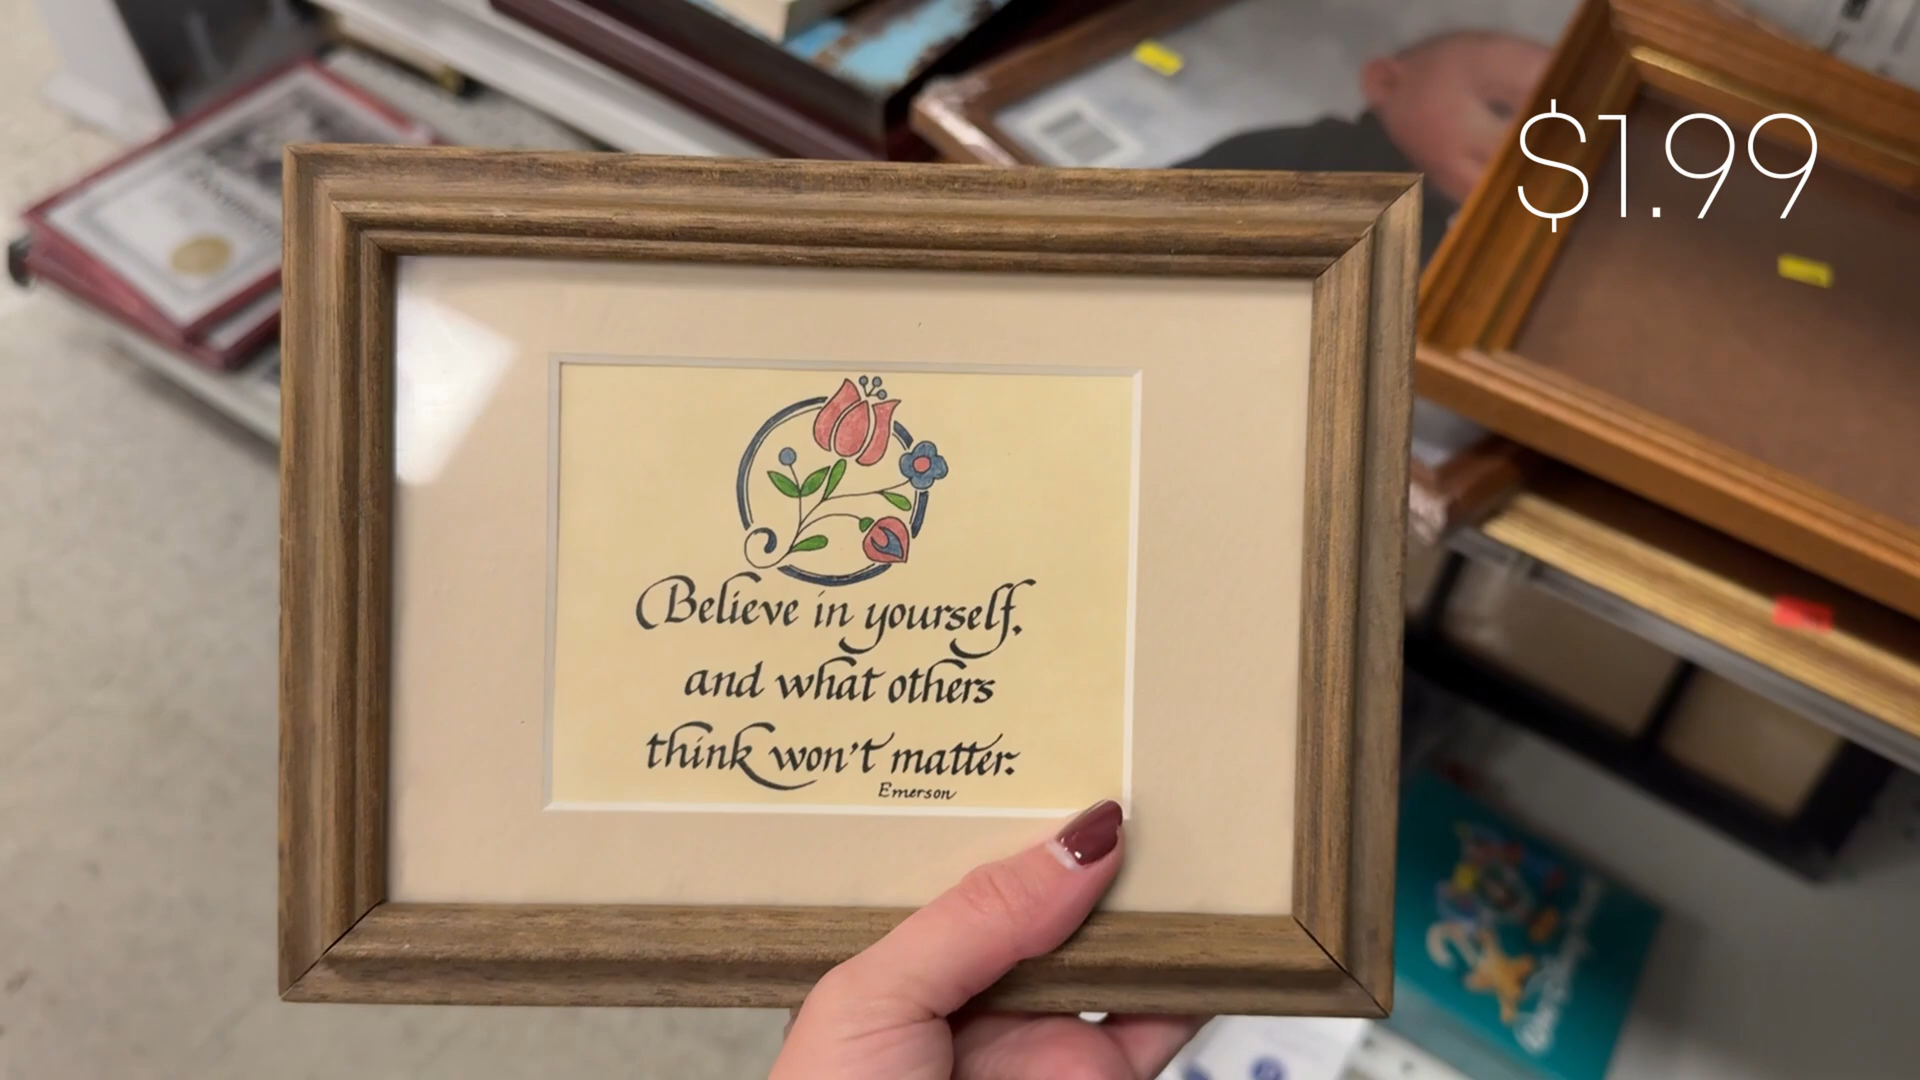 $1.99
Believe in yourself,
and what others
think won't matter.
Emerson